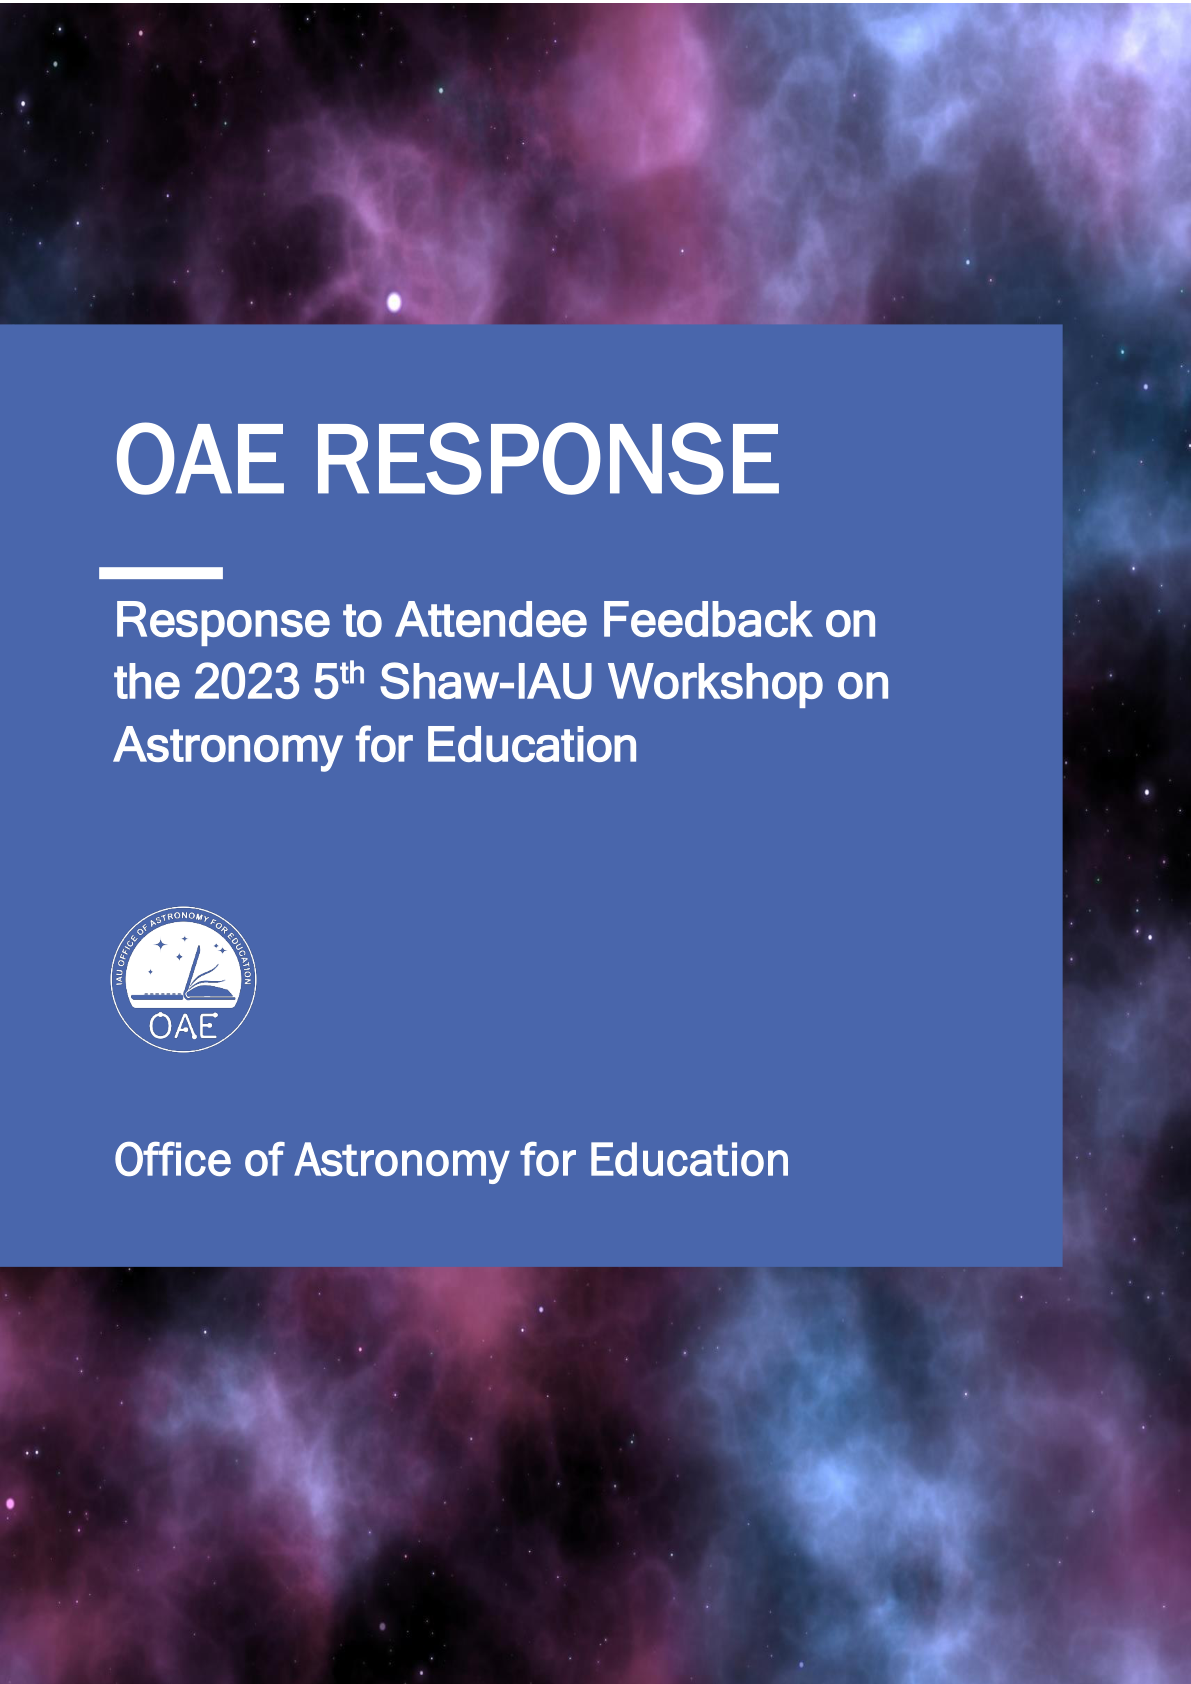 OAE RESPONSE
Response to Attendee Feedback on
the 2023 5th Shaw-IAU Workshop on
Astronomy for Education
IAU OFFICE OF ASTRONOMY FOR EDUCATION
OAE
Office of Astronomy for Education